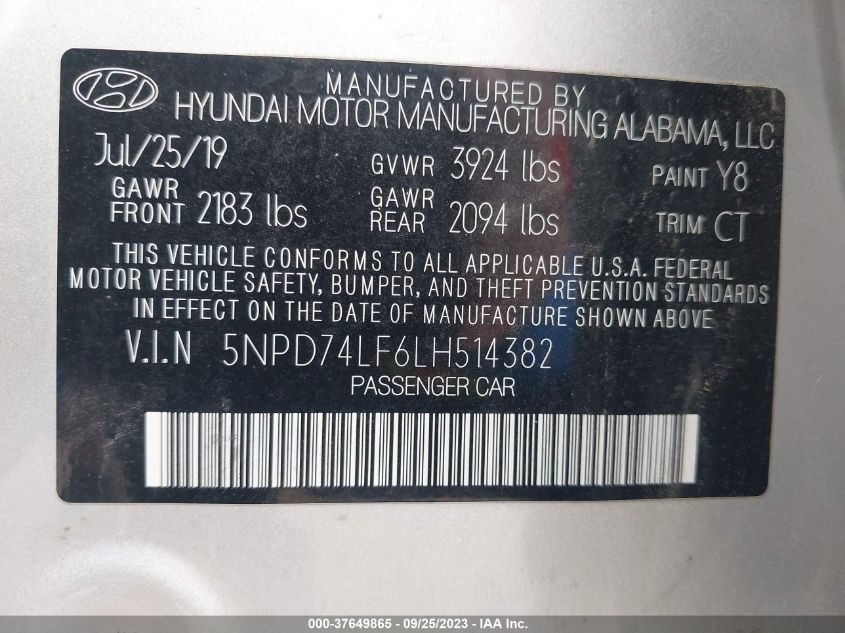 MANUFACTURED BY
HYUNDAI MOTOR MANUFACTURING ALABAMA, LLC
Jul/25/19 GVWR 3924 lbs PAINT Y8
GAWR FRONT 2183 lbs GAWR REAR 2094 lbs TRIM CT
THIS VEHICLE CONFORMS TO ALL APPLICABLE U.S.A. FEDERAL
MOTOR VEHICLE SAFETY, BUMPER, AND THEFT PREVENTION STANDARDS
IN EFFECT ON THE DATE OF MANUFACTURE SHOWN ABOVE
V.I.N 5NPD74LF6LH514382
PASSENGER CAR
000-37649865 - 09/25/2023 - IAA Inc.